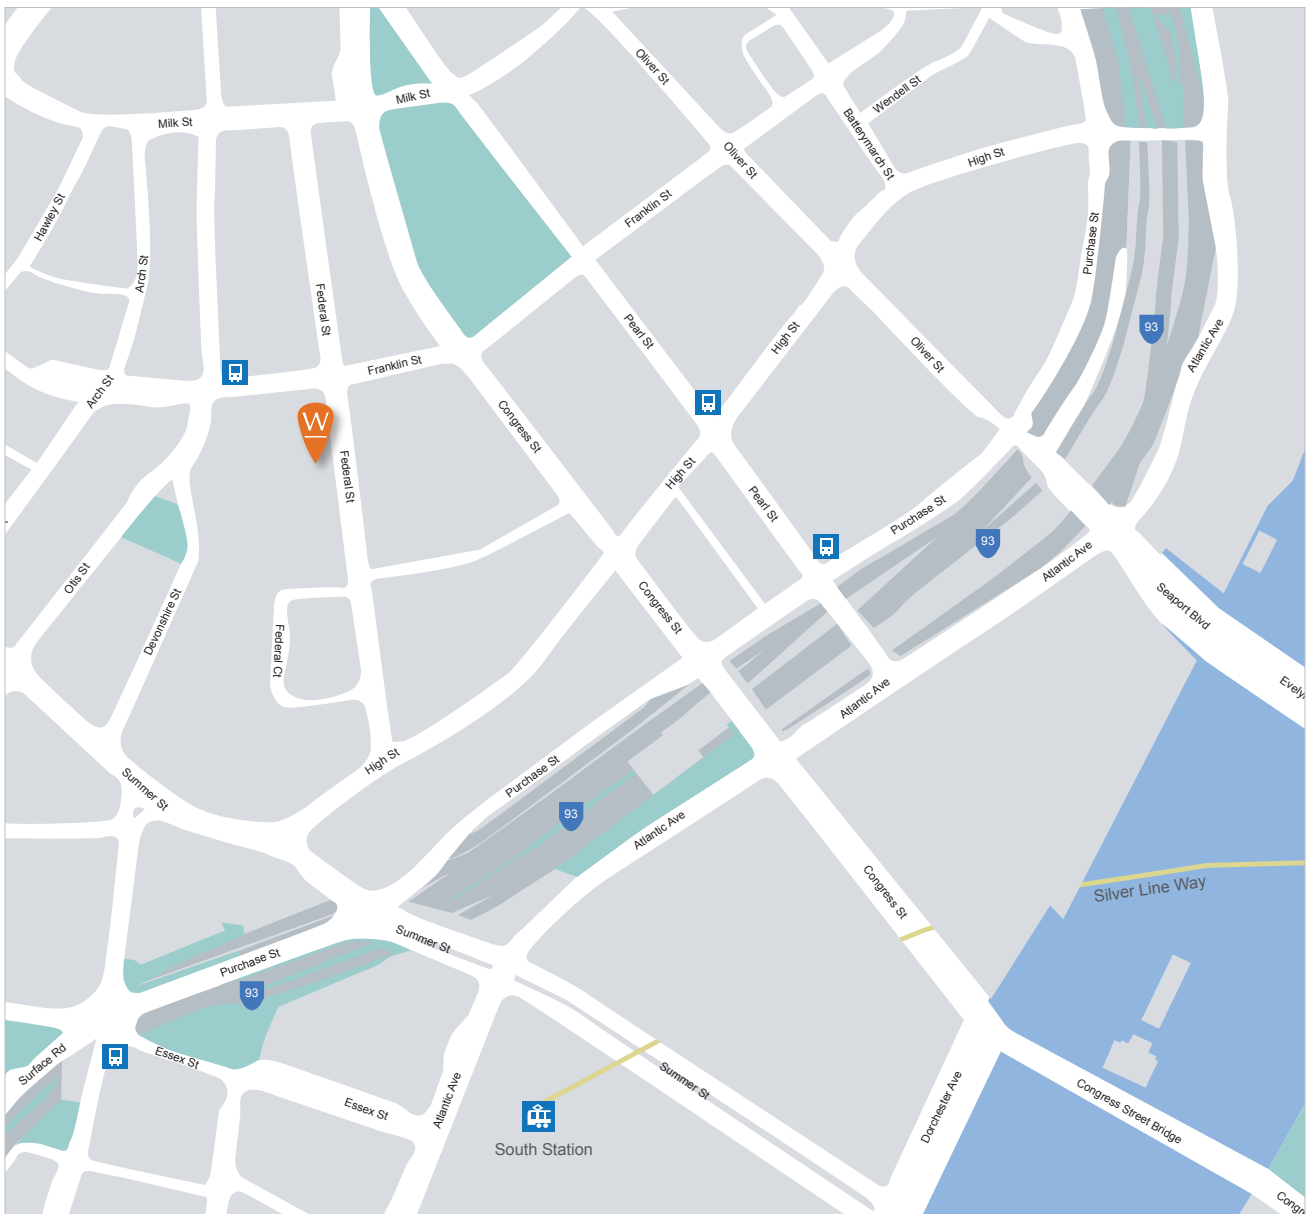 Oliver St
Milk St
Wendell St
Milk St
Batterymarch St
Oliver St
High St
Hawley St
Franklin St
Purchase St
Arch St
Federal St
93
Pearl St
High St
Atlantic Ave
Oliver St
Franklin St
Arch St
W
Congress St
High St
Federal St
Pearl St
Purchase St
93
Atlantic Ave
Otis St
Devonshire St
Congress St
Seaport Blvd
Federal Ct
Evely
Atlantic Ave
High St
Summer St
Purchase St
93
Atlantic Ave
Congress St
Silver Line Way
Summer St
Purchase St
93
Essex St
Surface Rd
Summer St
Essex St
Atlantic Ave
Dorchester Ave
Congress Street Bridge
South Station
Congr